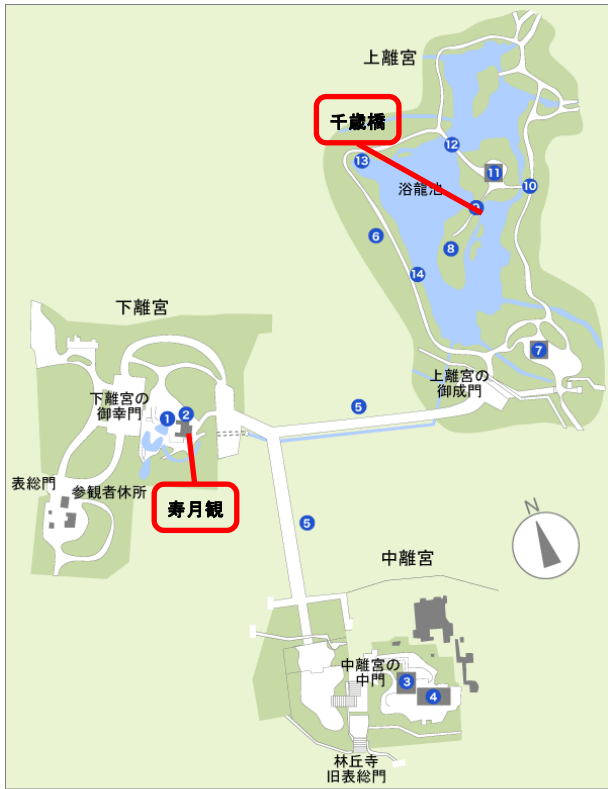 上離宮
千歳橋
12
13
11
浴龍池
10
9
6
8
14
下離宮
7
上離宮の
御成門
下離宮の
御幸門
1
2
5
表総門
参観者休所
寿月観
5
N
中離宮
中離宮の
中門
3
4
林丘寺
旧表総門